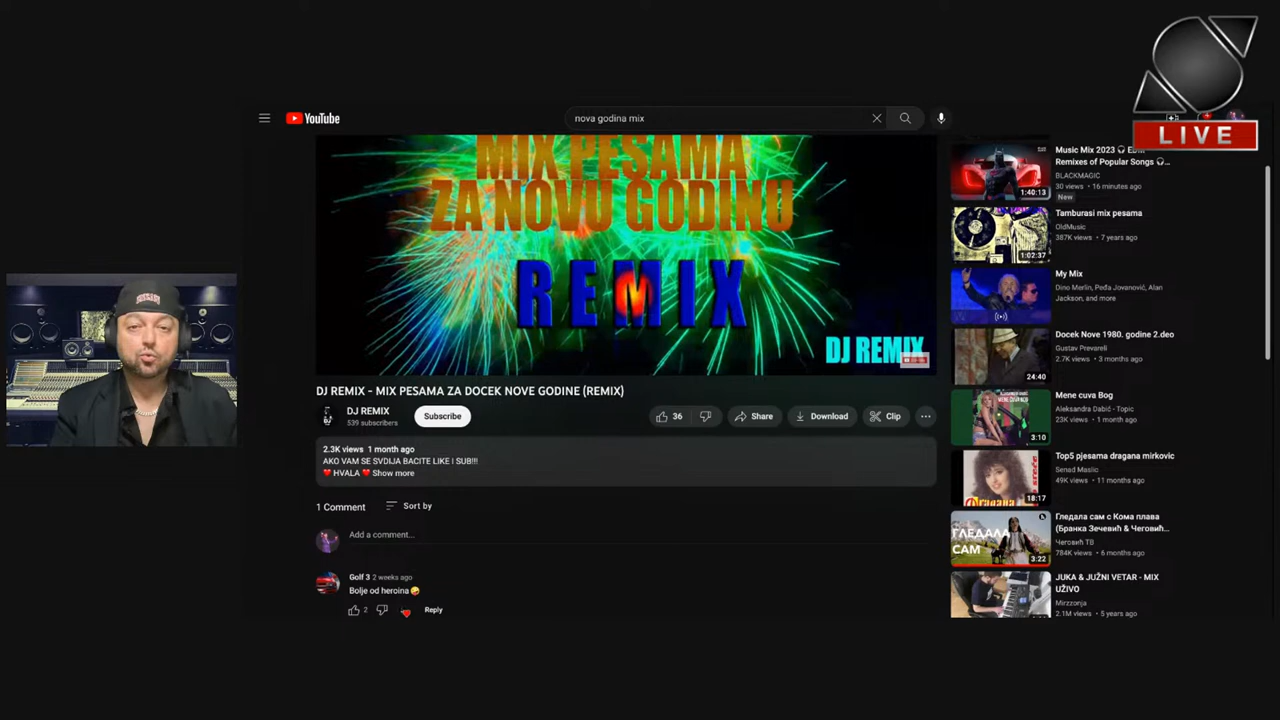 LIVE
YouTube
nova godina mix
MIX PESAMA
ZA NOVU GODINU
REMIX
DJ REMIX
DJ REMIX - MIX PESAMA ZA DOCEK NOVE GODINE (REMIX)
DJ REMIX
539 subscribers
Subscribe
36
Share
Download
Clip
2.3K views 1 month ago
AKO VAM SE SVDIJA BACITE LIKE I SUB!!!
❤️ HVALA ❤️ Show more
1 Comment
Sort by
Add a comment...
Golf 3 2 weeks ago
Bolje od heroina🤪
2
Reply
Music Mix 2023 🎧
Remixes of Popular Songs 🎧...
BLACKMAGIC
30 views • 16 minutes ago
New
1:40:13
Tamburasi mix pesama
OldMusic
387K views • 7 years ago
1:02:37
My Mix
Dino Merlin, Peđa Jovanović, Alan
Jackson, and more
Docek Nove 1980. godine 2.deo
Gustav Prevareli
2.7K views • 3 months ago
24:40
Mene cuva Bog
Aleksandra Dabić - Topic
23K views • 1 month ago
MENE ČUVA BOG
3:10
Top5 pjesama dragana mirkovic
Senad Maslic
49K views • 11 months ago
18:17
Гледала сам с Кома плава
(Бранка Зечевић & Чеговић...
Чеговић ТВ
784K views • 6 months ago
ГЛЕДАЛА
САМ
3:22
JUKA & JUŽNI VETAR - MIX
UŽIVO
Mirzzonja
2.1M views • 5 years ago